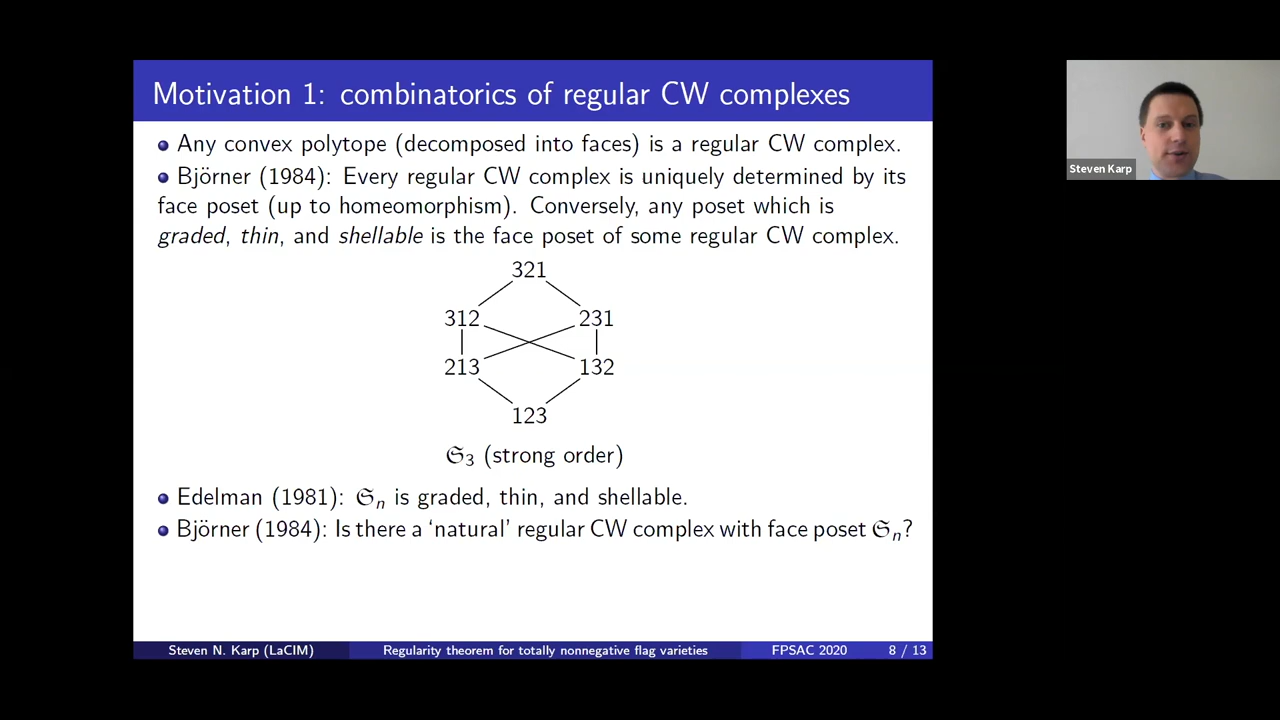 Motivation 1: combinatorics of regular CW complexes
Any convex polytope (decomposed into faces) is a regular CW complex.
Björner (1984): Every regular CW complex is uniquely determined by its
face poset (up to homeomorphism). Conversely, any poset which is
graded, thin, and shellable is the face poset of some regular CW complex.
321
312 231
213 132
123
𝔖₃ (strong order)
Edelman (1981): 𝔖ₙ is graded, thin, and shellable.
Björner (1984): Is there a ‘natural’ regular CW complex with face poset 𝔖ₙ?
Steven N. Karp (LaCIM) Regularity theorem for totally nonnegative flag varieties FPSAC 2020 8 / 13
Steven Karp